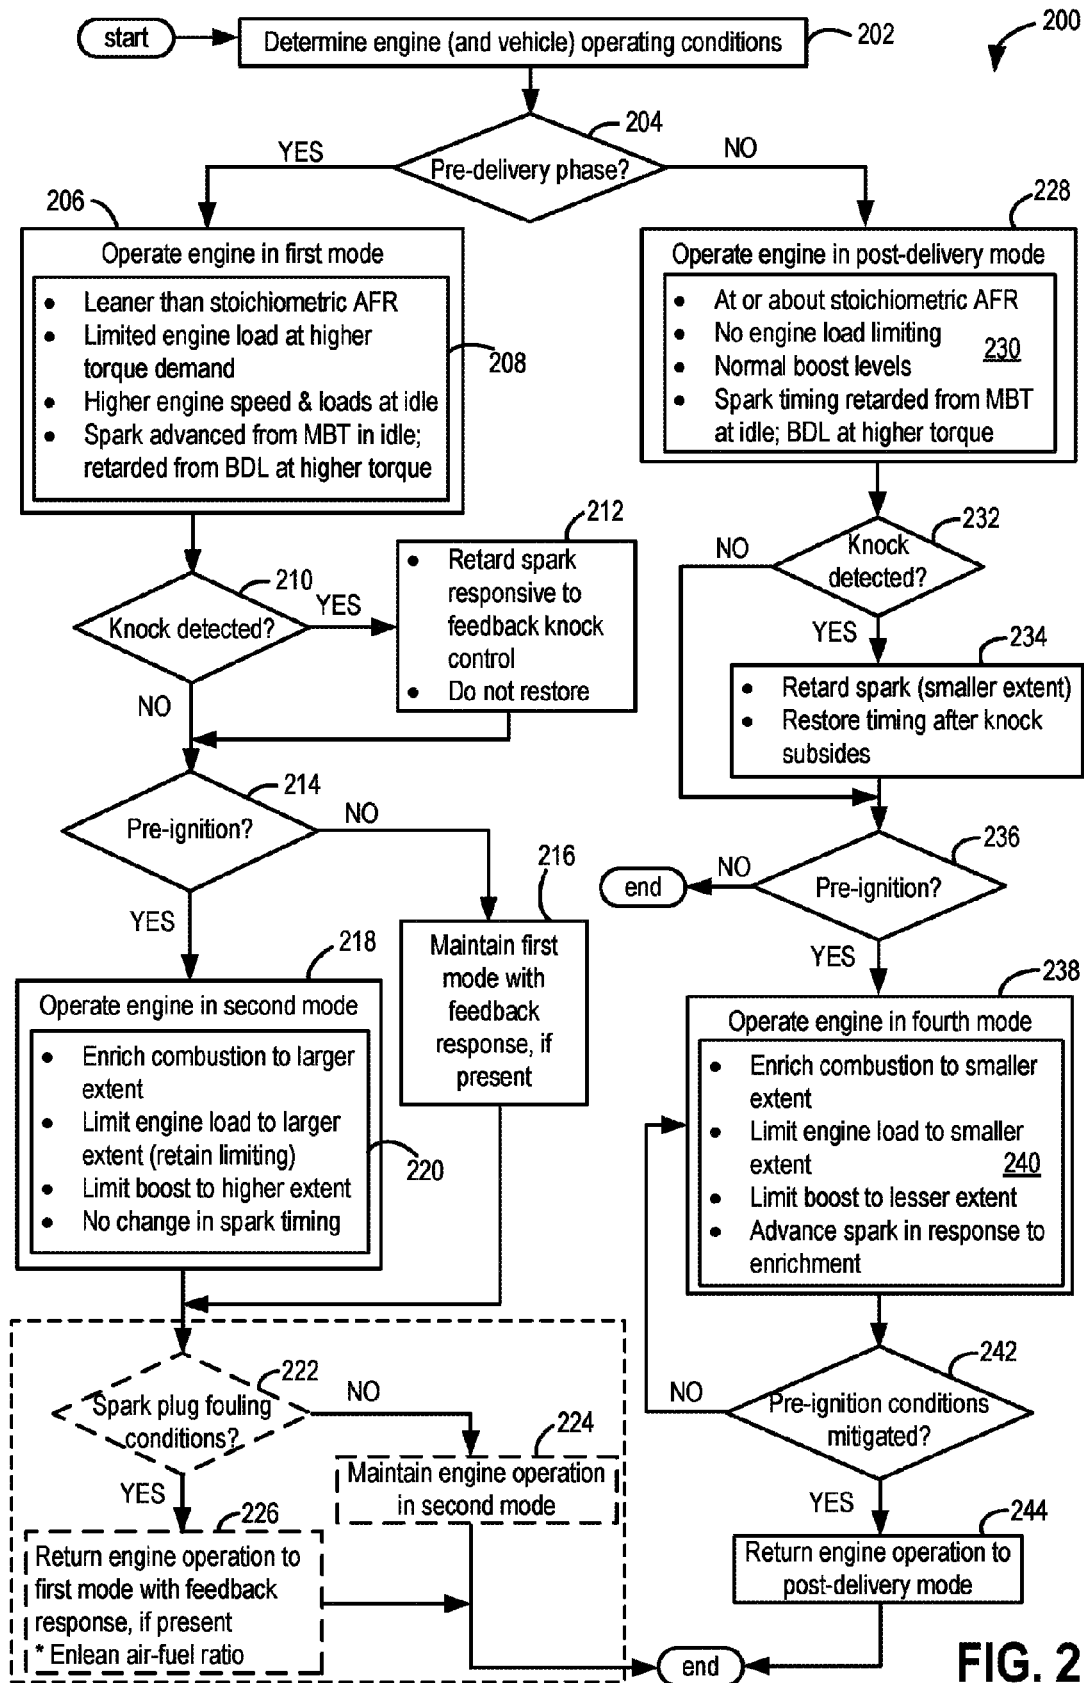 start
Determine engine (and vehicle) operating conditions
202
200
204
Pre-delivery phase?
YES
NO
206
Operate engine in first mode
• Leaner than stoichiometric AFR
• Limited engine load at higher
torque demand
• Higher engine speed & loads at idle
• Spark advanced from MBT in idle;
retarded from BDL at higher torque
208
210
Knock detected?
YES
NO
212
• Retard spark
responsive to
feedback knock
control
• Do not restore
214
Pre-ignition?
NO
YES
216
Maintain first
mode with
feedback
response, if
present
218
Operate engine in second mode
• Enrich combustion to larger
extent
• Limit engine load to larger
extent (retain limiting)
• Limit boost to higher extent
• No change in spark timing
220
222
Spark plug fouling
conditions?
NO
YES
224
Maintain engine operation
in second mode
226
Return engine operation to
first mode with feedback
response, if present
* Enlean air-fuel ratio
228
Operate engine in post-delivery mode
• At or about stoichiometric AFR
• No engine load limiting
230
• Normal boost levels
• Spark timing retarded from MBT
at idle; BDL at higher torque
232
Knock
detected?
NO
YES
234
• Retard spark (smaller extent)
• Restore timing after knock
subsides
236
Pre-ignition?
NO
end
YES
238
Operate engine in fourth mode
• Enrich combustion to smaller
extent
• Limit engine load to smaller
extent
240
• Limit boost to lesser extent
• Advance spark in response to
enrichment
242
Pre-ignition conditions
mitigated?
NO
YES
244
Return engine operation to
post-delivery mode
end
FIG. 2